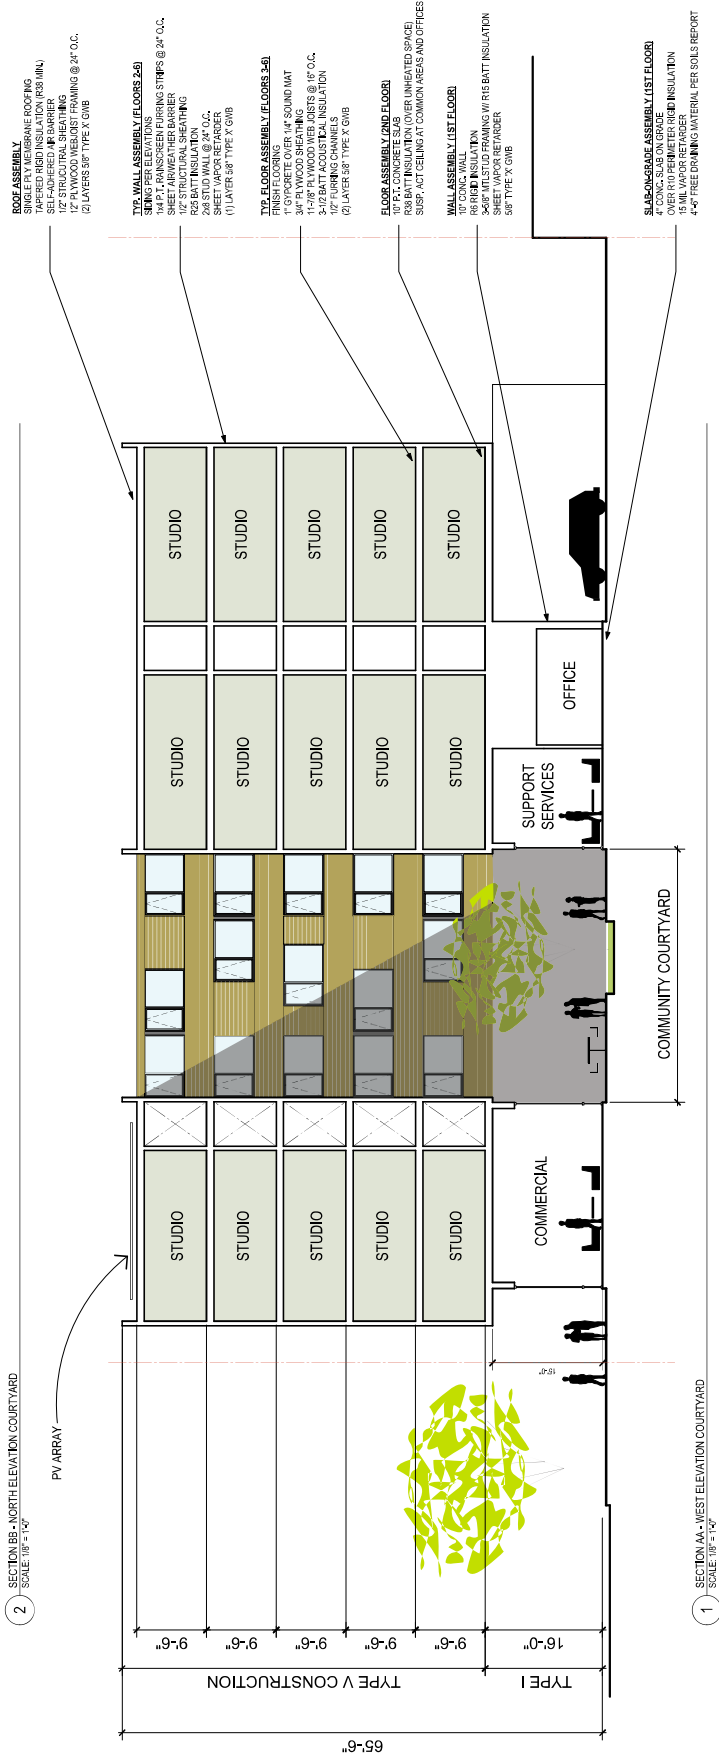 2
SECTION BB - NORTH ELEVATION COURTYARD
SCALE: 1/8" = 1'-0"
ROOF ASSEMBLY
SINGLE PLY MEMBRANE ROOFING
TAPERED RIGID INSULATION (R38 MIN.)
SELF-ADHERED AIR BARRIER
1/2" STRUCUTRAL SHEATHING
12" PLYWOOD WEBJOIST FRAMING @ 24" O.C.
(2) LAYERS 5/8" TYPE 'X' GWB
TYP. WALL ASSEMBLY (FLOORS 2-6)
SIDING PER ELEVATIONS
1x4 P.T. RAINSCREEN FURRING STRIPS @ 24" O.C.
SHEET AIR/WEATHER BARRIER
1/2" STRUCTURAL SHEATHING
R25 BATT INSULATION
2x8 STUD WALL @ 24" O.C.
SHEET VAPOR RETARDER
(1) LAYER 5/8" TYPE 'X' GWB
TYP. FLOOR ASSEMBLY (FLOORS 3-6)
FINISH FLOORING
1" GYPCRETE OVER 1/4" SOUND MAT
3/4" PLYWOOD SHEATHING
11-7/8" PLYWOOD WEB JOISTS @ 16" O.C.
3-1/2 BATT ACOUSTICAL INSULATION
1/2" FURRING CHANNELS
(2) LAYER 5/8" TYPE 'X' GWB
FLOOR ASSEMBLY (2ND FLOOR)
10" P.T. CONCRETE SLAB
R38 BATT INSULATION (OVER UNHEATED SPACE)
SUSP. ACT CEILING AT COMMON AREAS AND OFFICES
WALL ASSEMBLY (1ST FLOOR)
10" CONC. WALL
R6 RIGID INSULATION
3-5/8" MTL STUD FRAMING W/ R15 BATT INSULATION
SHEET VAPOR RETARDER
5/8" TYPE 'X' GWB
SLAB-ON-GRADE ASSEMBLY (1ST FLOOR)
4" CONC. SLAB ON GRADE
OVER R10 PERIMETER RIGID INSULATION
15 MIL VAPOR RETARDER
4"-6" FREE DRAINING MATERIAL PER SOILS REPORT
PV ARRAY
STUDIO STUDIO STUDIO
STUDIO STUDIO STUDIO
STUDIO STUDIO STUDIO
STUDIO STUDIO STUDIO
STUDIO STUDIO STUDIO
COMMERCIAL
SUPPORT
SERVICES
OFFICE
COMMUNITY COURTYARD
15'-0"
9'-6"
9'-6"
9'-6"
9'-6"
9'-6"
16'-0"
TYPE V CONSTRUCTION
TYPE I
65'-6"
1
SECTION AA - WEST ELEVATION COURTYARD
SCALE: 1/8" = 1'-0"